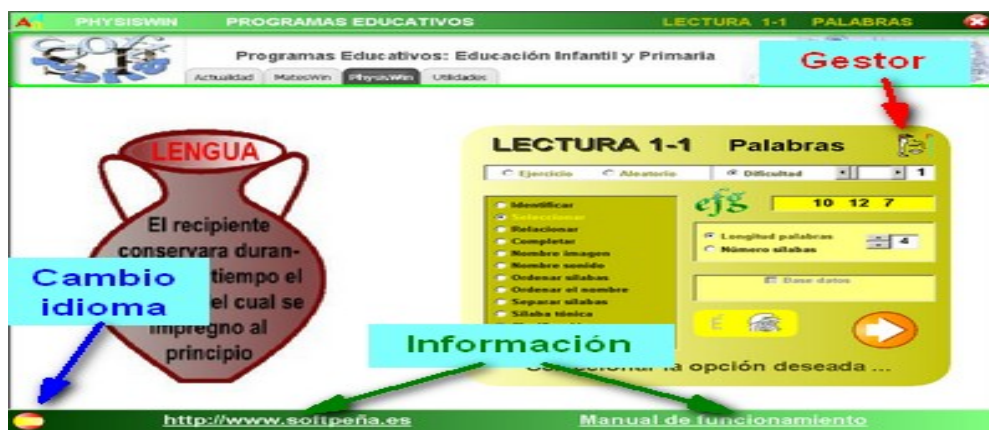 PHYSISWIN PROGRAMAS EDUCATIVOS LECTURA 1-1 PALABRAS
Programas Educativos: Educación Infantil y Primaria
Actualidad MatesWin PhysisWin Utilidades
Gestor
LENGUA
El recipiente
conservara duran-
tiempo el
el cual se
impregno al
principio
Cambio
idioma
LECTURA 1-1 Palabras
Ejercicio Aleatorio Dificultad 1
Identificar
Seleccionar
Relacionar
Completar
Nombre imagen
Nombre sonido
Ordenar sílabas
Ordenar el nombre
Separar sílabas
Sílaba tónica
efg 10 12 7
Longitud palabras 4
Número sílabas
Base datos
É
Información
la opción deseada ...
http://www.softpeña.es Manual de funcionamiento